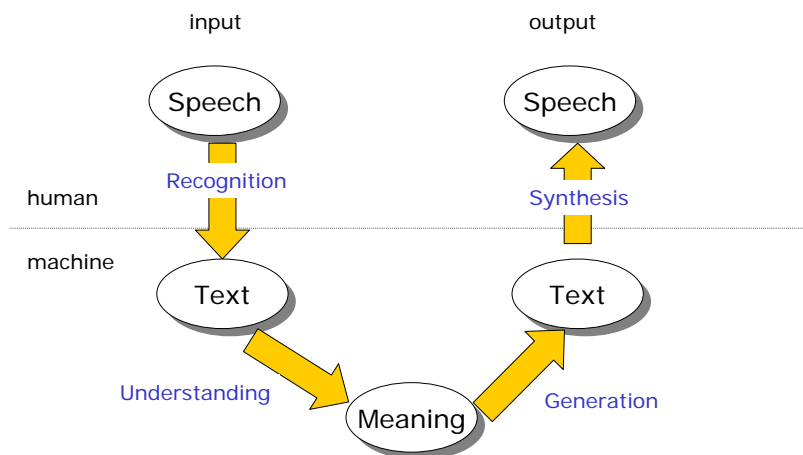 input
output
Speech
Speech
Recognition
Synthesis
human
machine
Text
Text
Understanding
Generation
Meaning